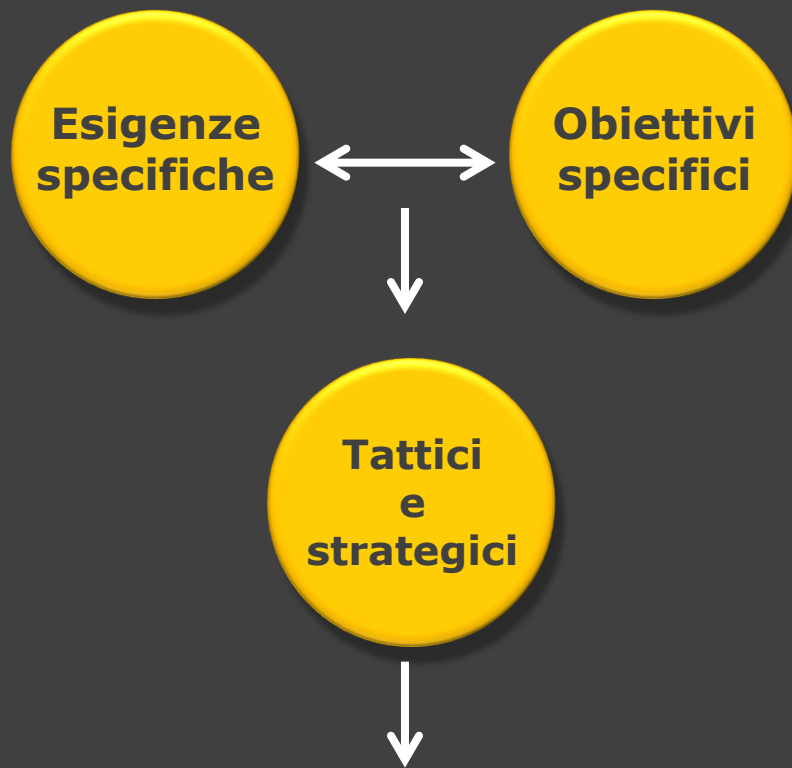 Esigenze
specifiche
Obiettivi
specifici
Tattici
e
strategici